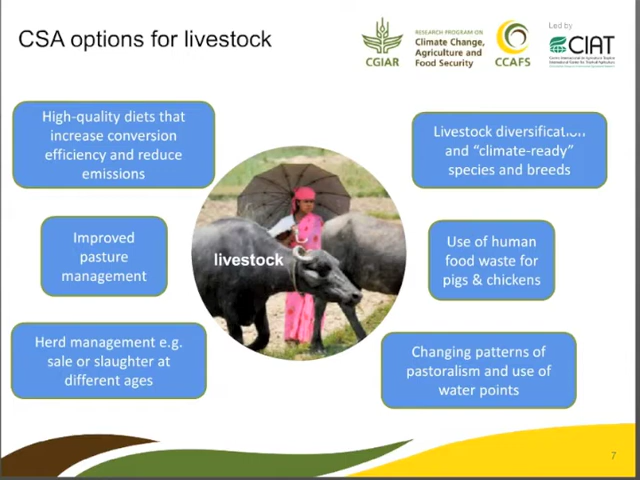 CSA options for livestock
CGIAR
RESEARCH PROGRAM ON
Climate Change,
Agriculture and
Food Security
CCAFS
Led by
CIAT
High-quality diets that
increase conversion
efficiency and reduce
emissions
Livestock diversification
and “climate-ready”
species and breeds
Improved
pasture
management
livestock
Use of human
food waste for
pigs & chickens
Herd management e.g.
sale or slaughter at
different ages
Changing patterns of
pastoralism and use of
water points
7